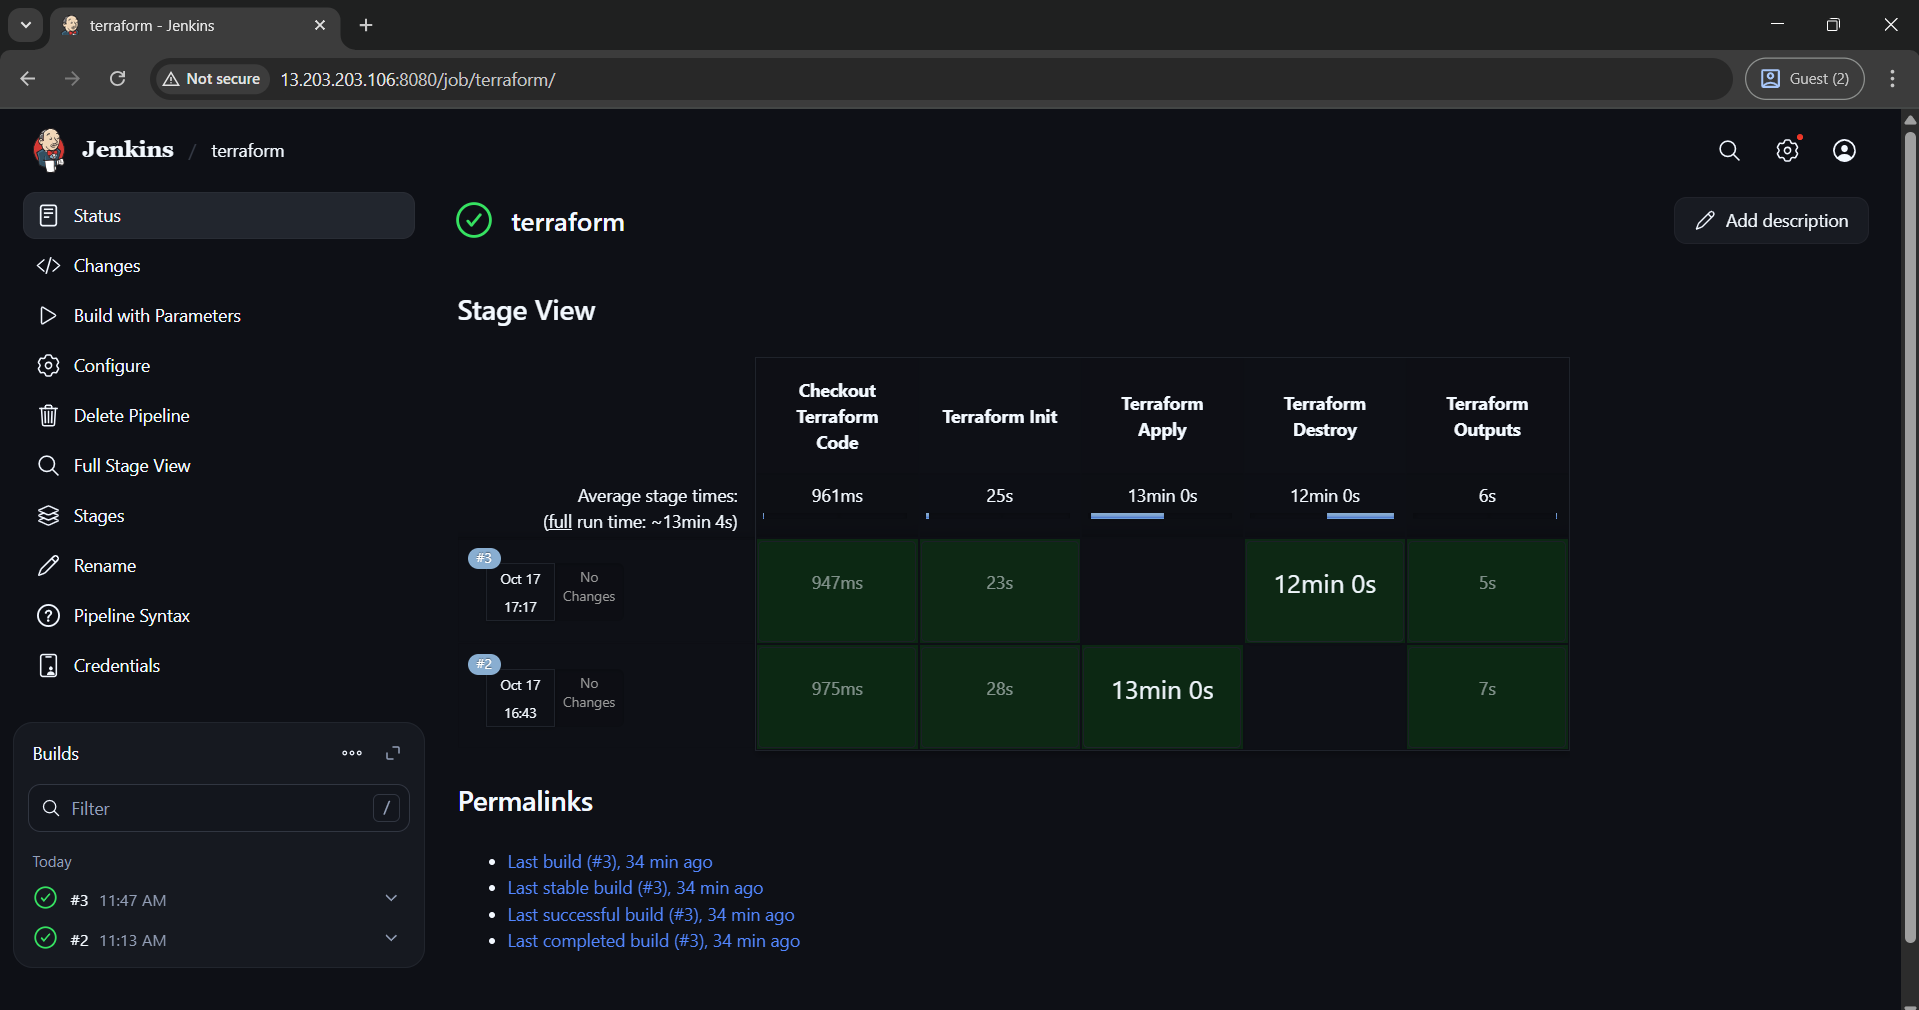 terraform - Jenkins
Not secure
13.203.203.106:8080/job/terraform/
Guest (2)
Jenkins / terraform
Status
Changes
Build with Parameters
Configure
Delete Pipeline
Full Stage View
Stages
Rename
Pipeline Syntax
Credentials
Builds
Filter /
Today
#3 11:47 AM
#2 11:13 AM
terraform
Add description
Stage View
Checkout
Terraform
Code
Terraform Init
Terraform
Apply
Terraform
Destroy
Terraform
Outputs
Average stage times:
(full run time: ~13min 4s)
961ms 25s 13min 0s 12min 0s 6s
#3
Oct 17
17:17
No
Changes
947ms 23s 12min 0s 5s
#2
Oct 17
16:43
No
Changes
975ms 28s 13min 0s 7s
Permalinks
Last build (#3), 34 min ago
Last stable build (#3), 34 min ago
Last successful build (#3), 34 min ago
Last completed build (#3), 34 min ago